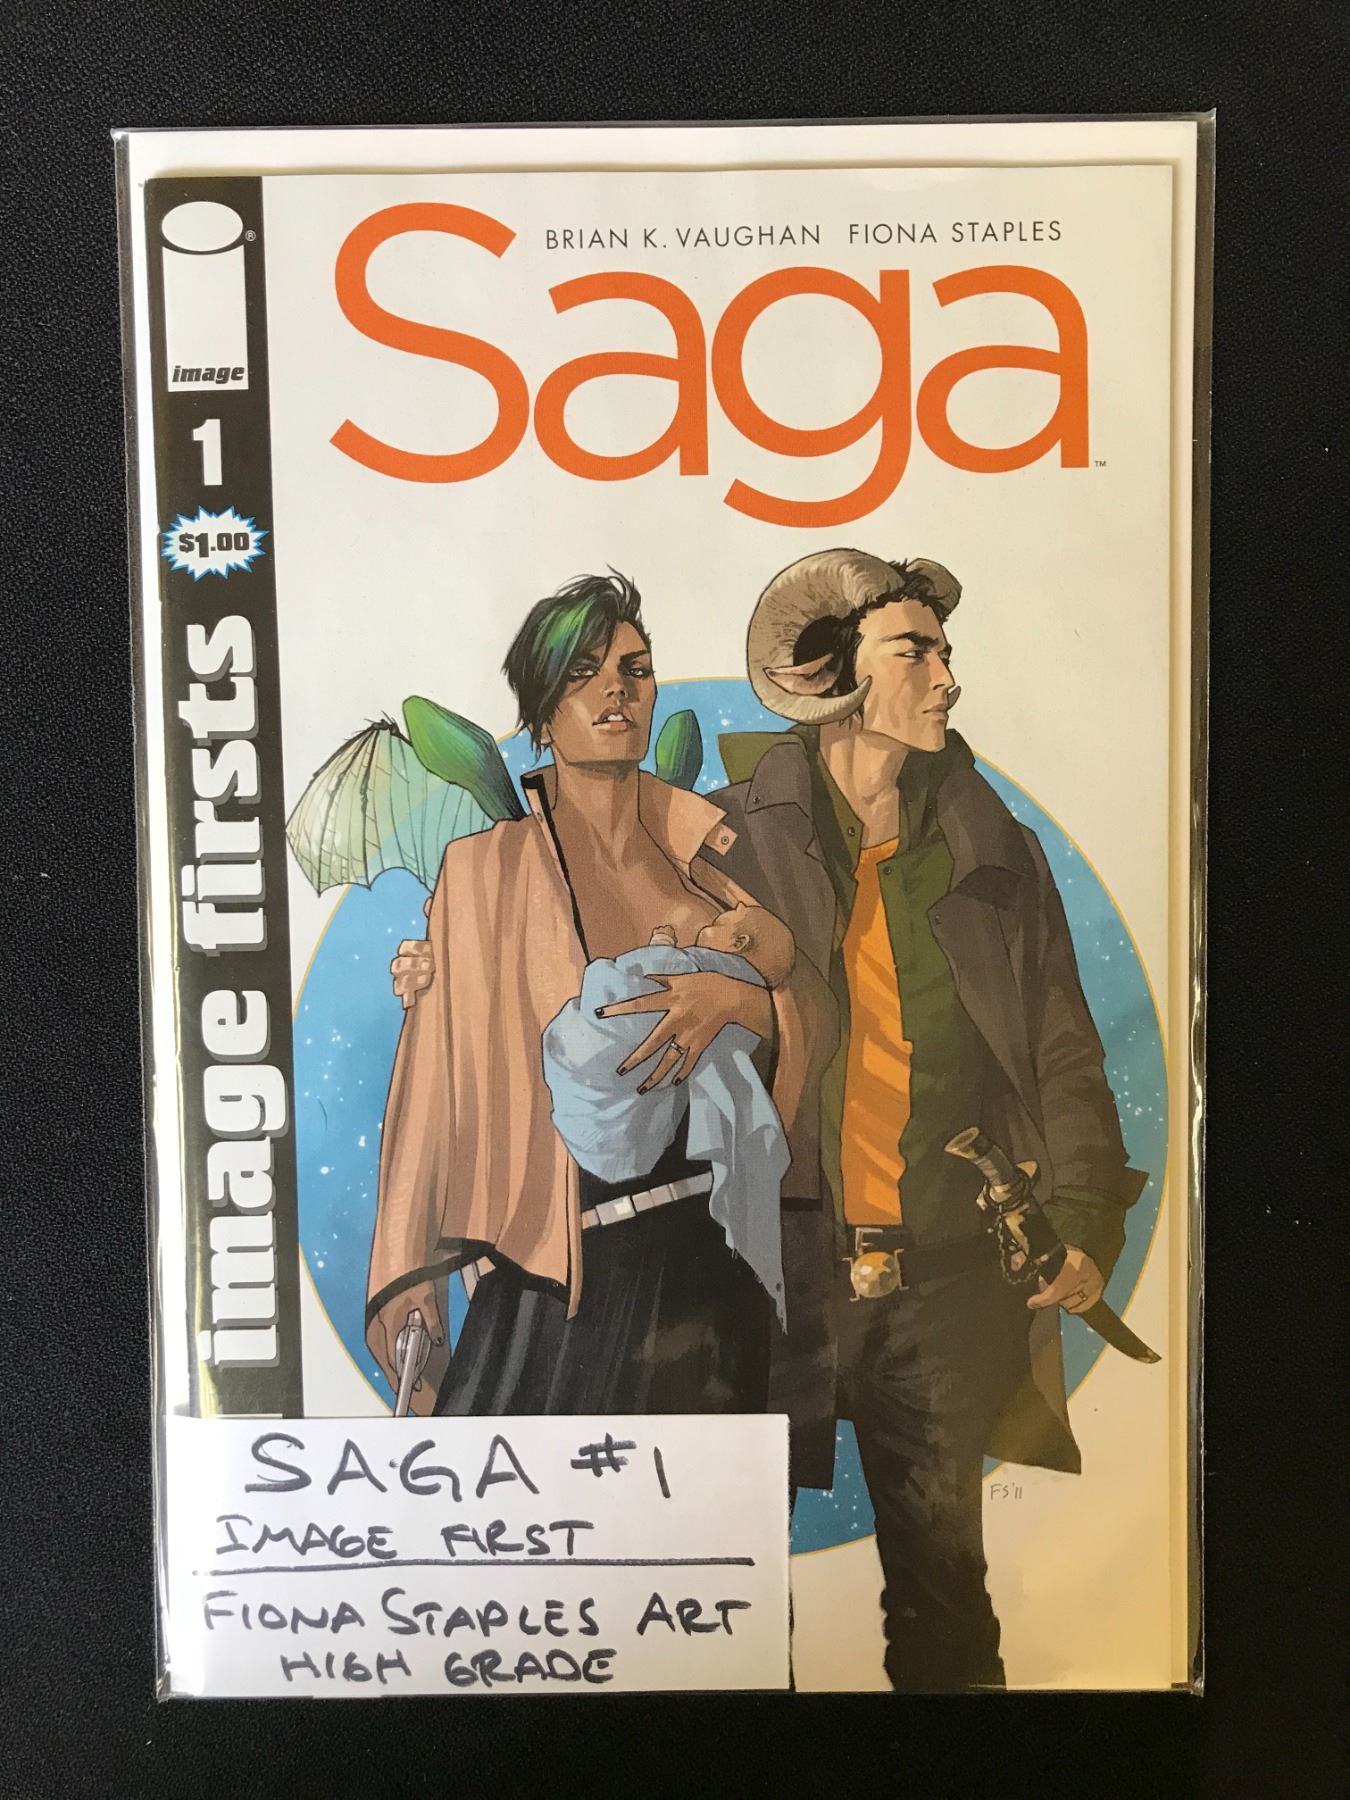 BRIAN K. VAUGHAN FIONA STAPLES
Saga
™
®
image
1
$1.00
image firsts
FS'11
SAGA #1
IMAGE FIRST
FIONA STAPLES ART
HIGH GRADE